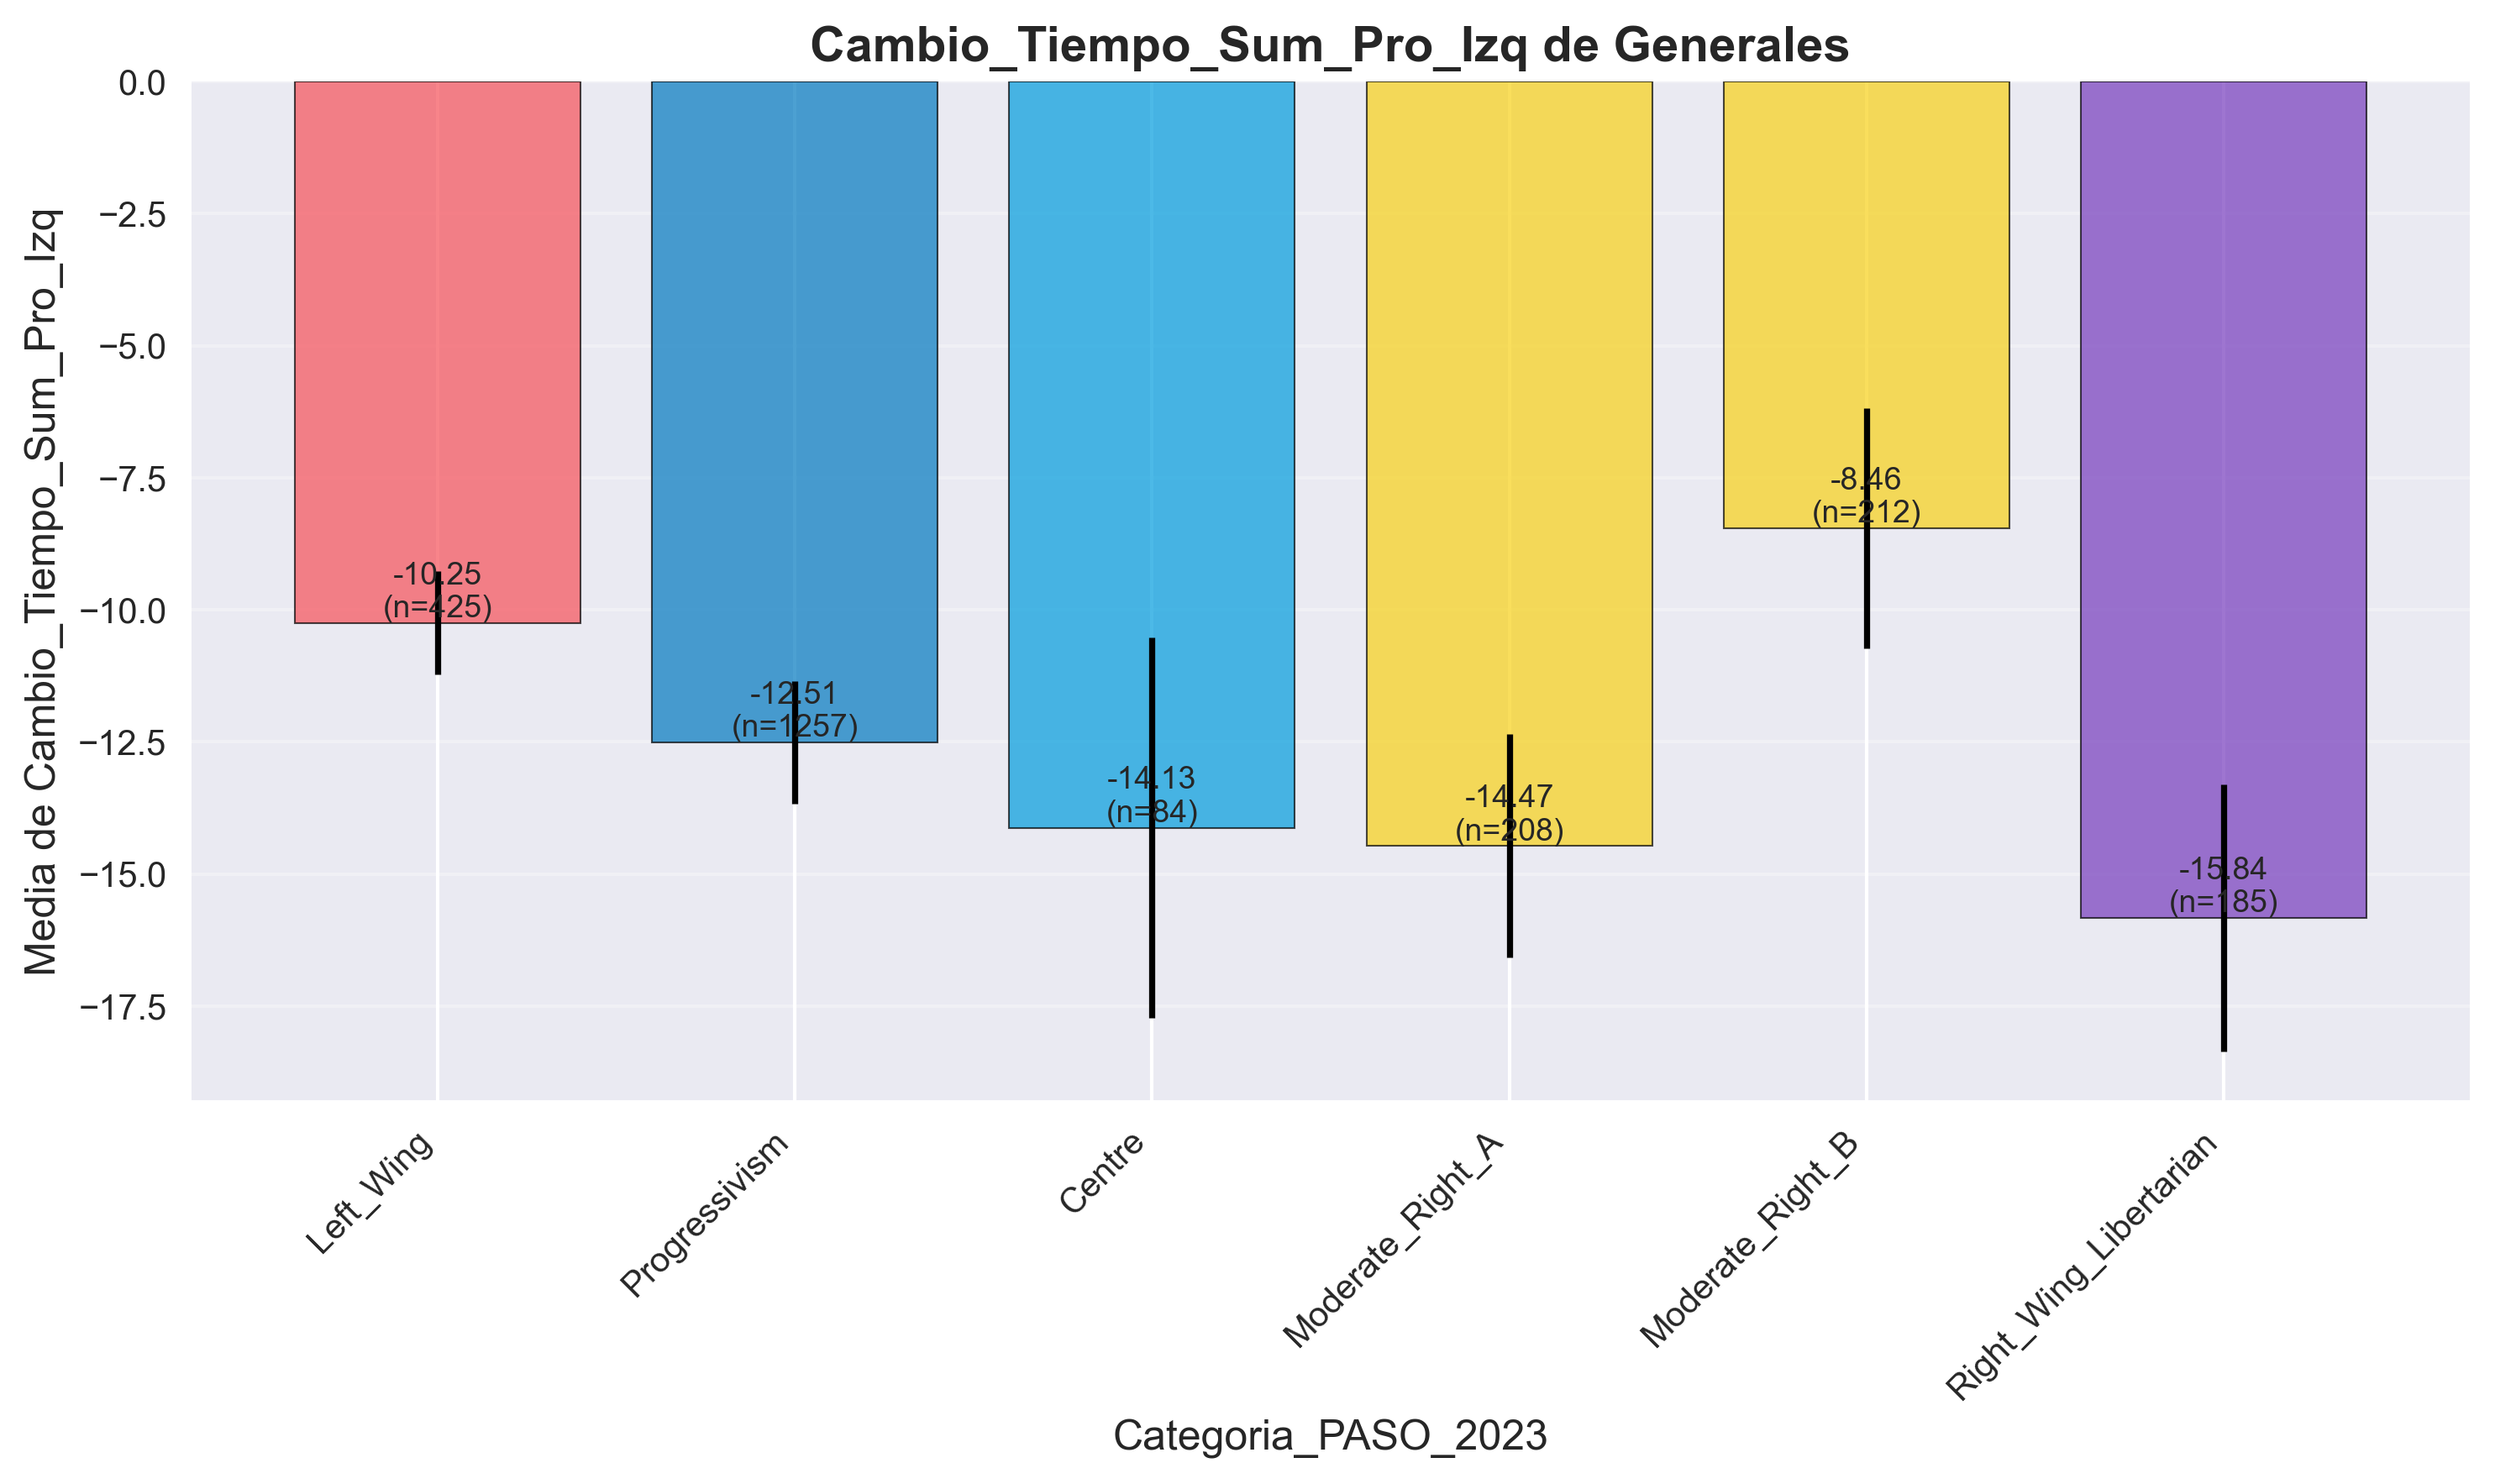 Cambio_Tiempo_Sum_Pro_Izq de Generales
Media de Cambio_Tiempo_Sum_Pro_Izq
0.0
−2.5
−5.0
−7.5
−10.0
−12.5
−15.0
−17.5
-10.25
(n=425)
-12.51
(n=1257)
-14.13
(n=84)
-14.47
(n=208)
-8.46
(n=212)
-15.84
(n=185)
Left_Wing
Progressivism
Centre
Moderate_Right_A
Moderate_Right_B
Right_Wing_Libertarian
Categoria_PASO_2023